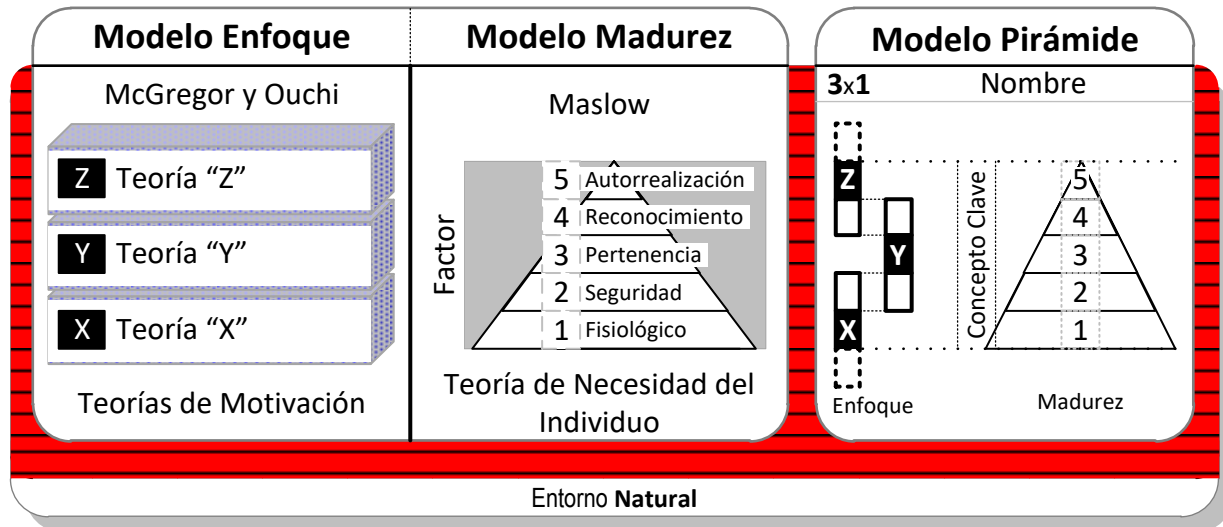 Modelo Enfoque
McGregor y Ouchi
Z Teoría “Z”
Y Teoría “Y”
X Teoría “X”
Teorías de Motivación
Modelo Madurez
Maslow
Factor
5 Autorrealización
4 Reconocimiento
3 Pertenencia
2 Seguridad
1 Fisiológico
Teoría de Necesidad del
Individuo
Modelo Pirámide
3x1 Nombre
Z
Y
X
Enfoque
Concepto Clave
5
4
3
2
1
Madurez
Entorno Natural